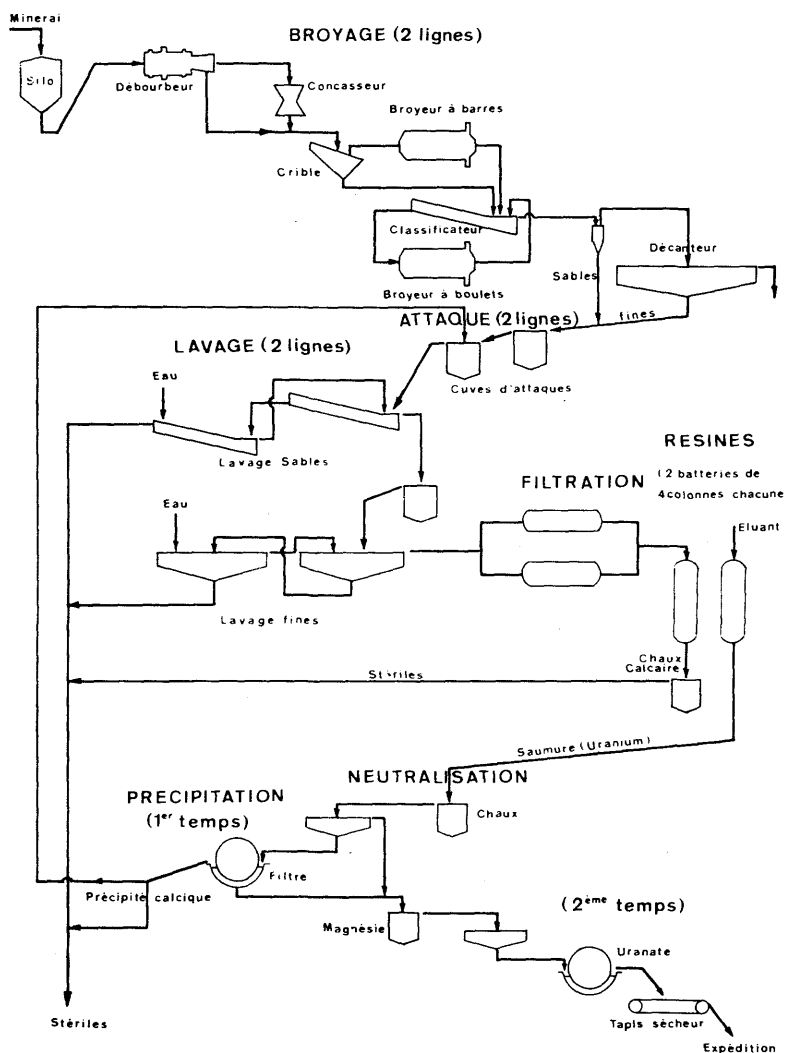 Minerai
BROYAGE (2 lignes)
Silo
Débourbeur
Concasseur
Broyeur à barres
Crible
Classificateur
Décanteur
Sables
Broyeur à boulets
fines
ATTAQUE (2 lignes)
LAVAGE (2 lignes)
Cuves d'attaques
Eau
Lavage Sables
RESINES
(2 batteries de
4 colonnes chacune
FILTRATION
Eau
Eluant
Lavage fines
Chaux
Calcaire
Stériles
Saumure (Uranium)
NEUTRALISATION
PRECIPITATION
(1er temps)
Chaux
Filtre
Précipité calcique
Magnésie
(2ème temps)
Uranate
Stériles
Tapis sécheur
Expédition